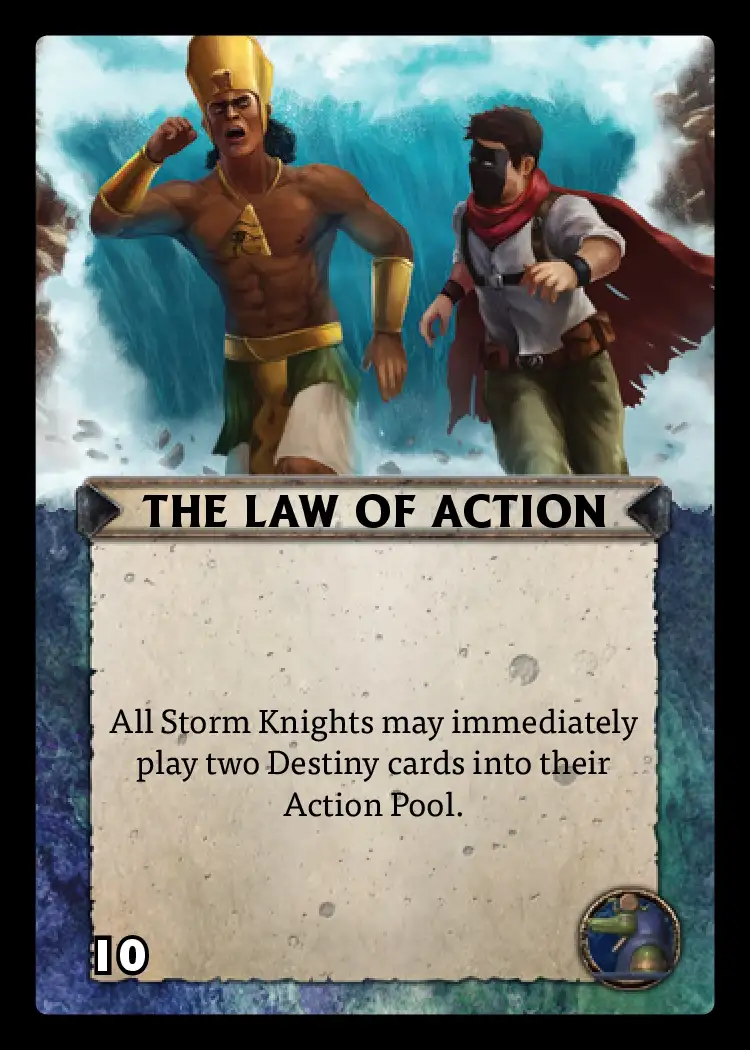 THE LAW OF ACTION
All Storm Knights may immediately
play two Destiny cards into their
Action Pool.
10